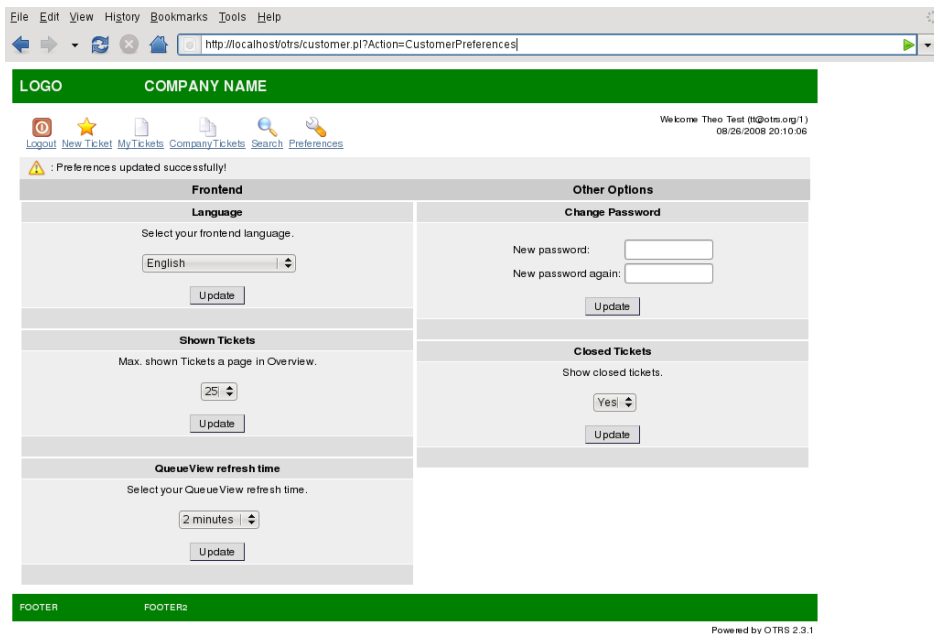 File Edit View History Bookmarks Tools Help
http://localhost/otrs/customer.pl?Action=CustomerPreferences
LOGO COMPANY NAME
Welcome Theo Test (tt@otrs.org/1)
08/26/2008 20:10:06
Logout New Ticket MyTickets CompanyTickets Search Preferences
: Preferences updated successfully!
Frontend
Language
Select your frontend language.
English
Update
Shown Tickets
Max. shown Tickets a page in Overview.
25
Update
QueueView refresh time
Select your QueueView refresh time.
2 minutes
Update
Other Options
Change Password
New password:
New password again:
Update
Closed Tickets
Show closed tickets.
Yes
Update
FOOTER FOOTER2
Powered by OTRS 2.3.1